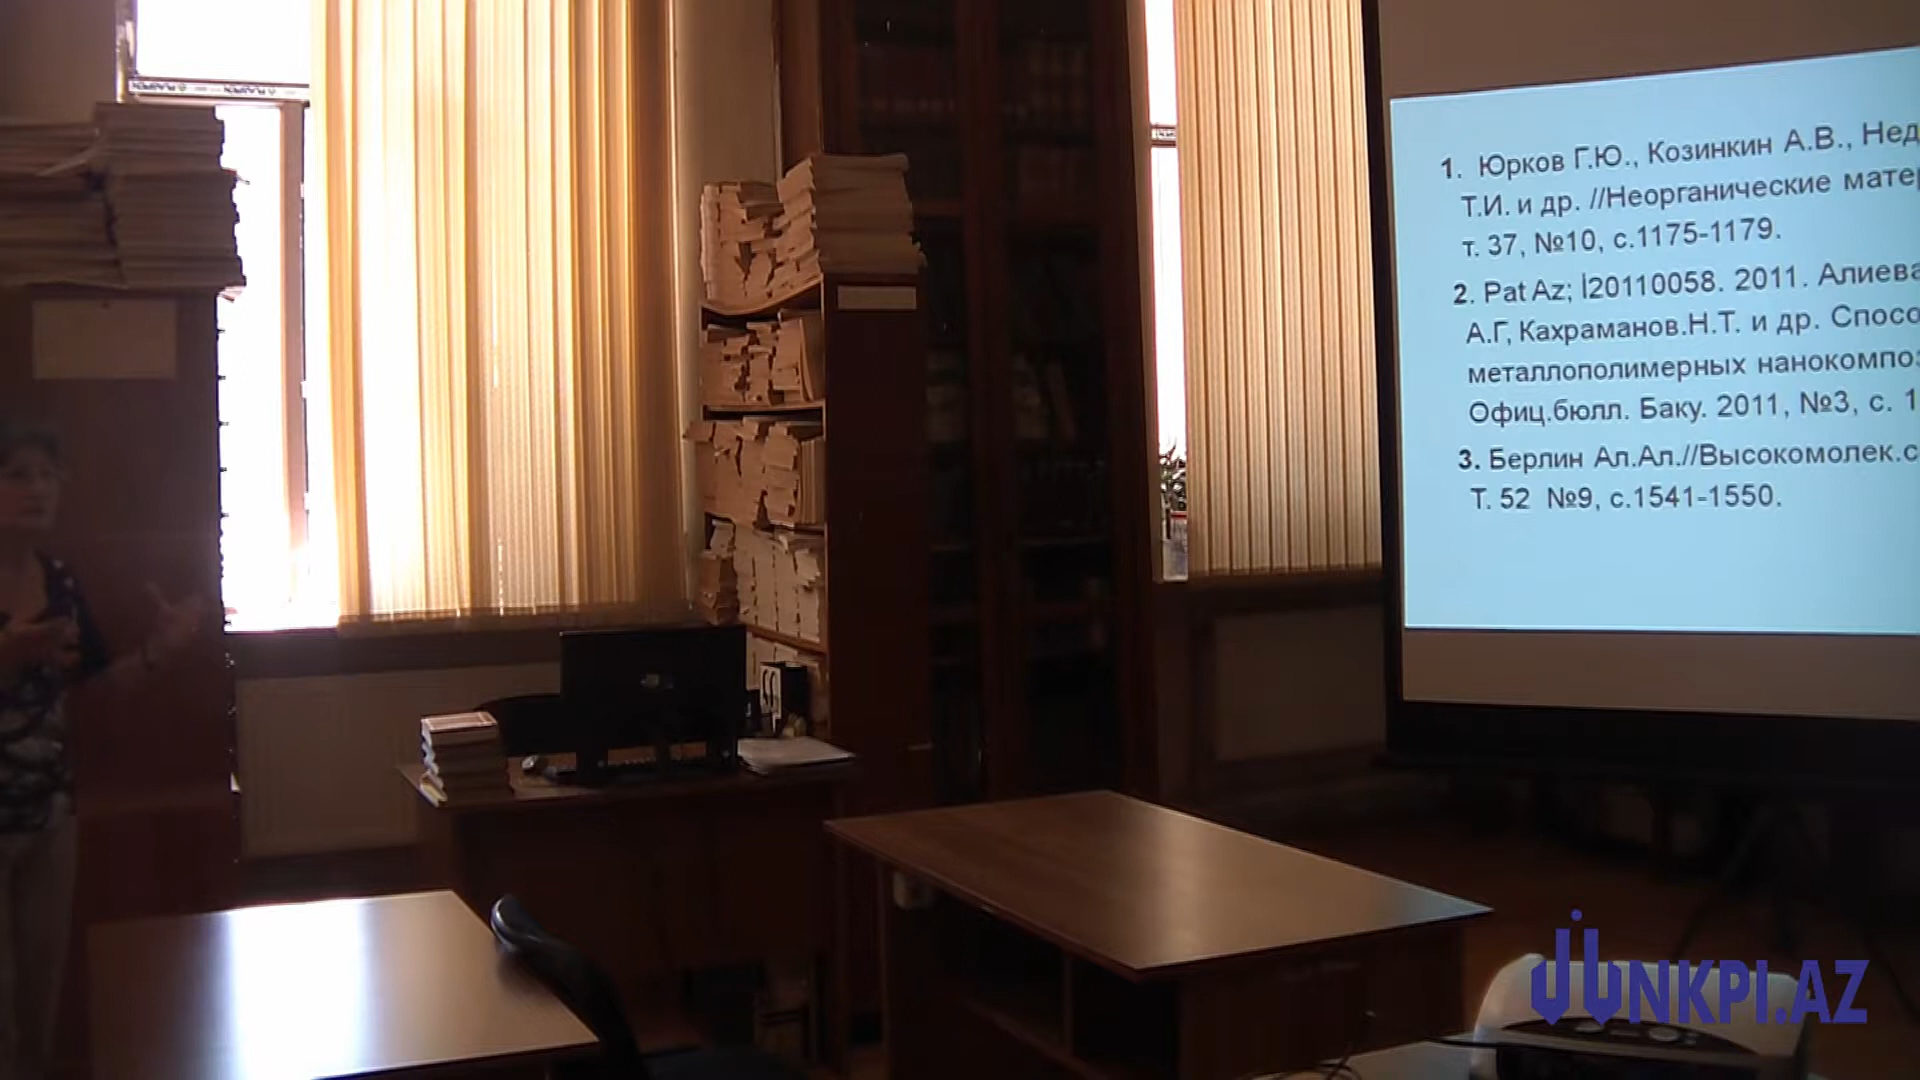 1. Юрков Г.Ю., Козинкин А.В., Нед
Т.И. и др. //Неорганические матер
т. 37, №10, с.1175-1179.
2. Pat Az; I20110058. 2011. Алиева
А.Г, Кахраманов.Н.Т. и др. Спосо
металлополимерных нанокомпоз
Офиц.бюлл. Баку. 2011, №3, с. 1
3. Берлин Ал.Ал.//Высокомолек.с
Т. 52 №9, с.1541-1550.
UNKPI.AZ